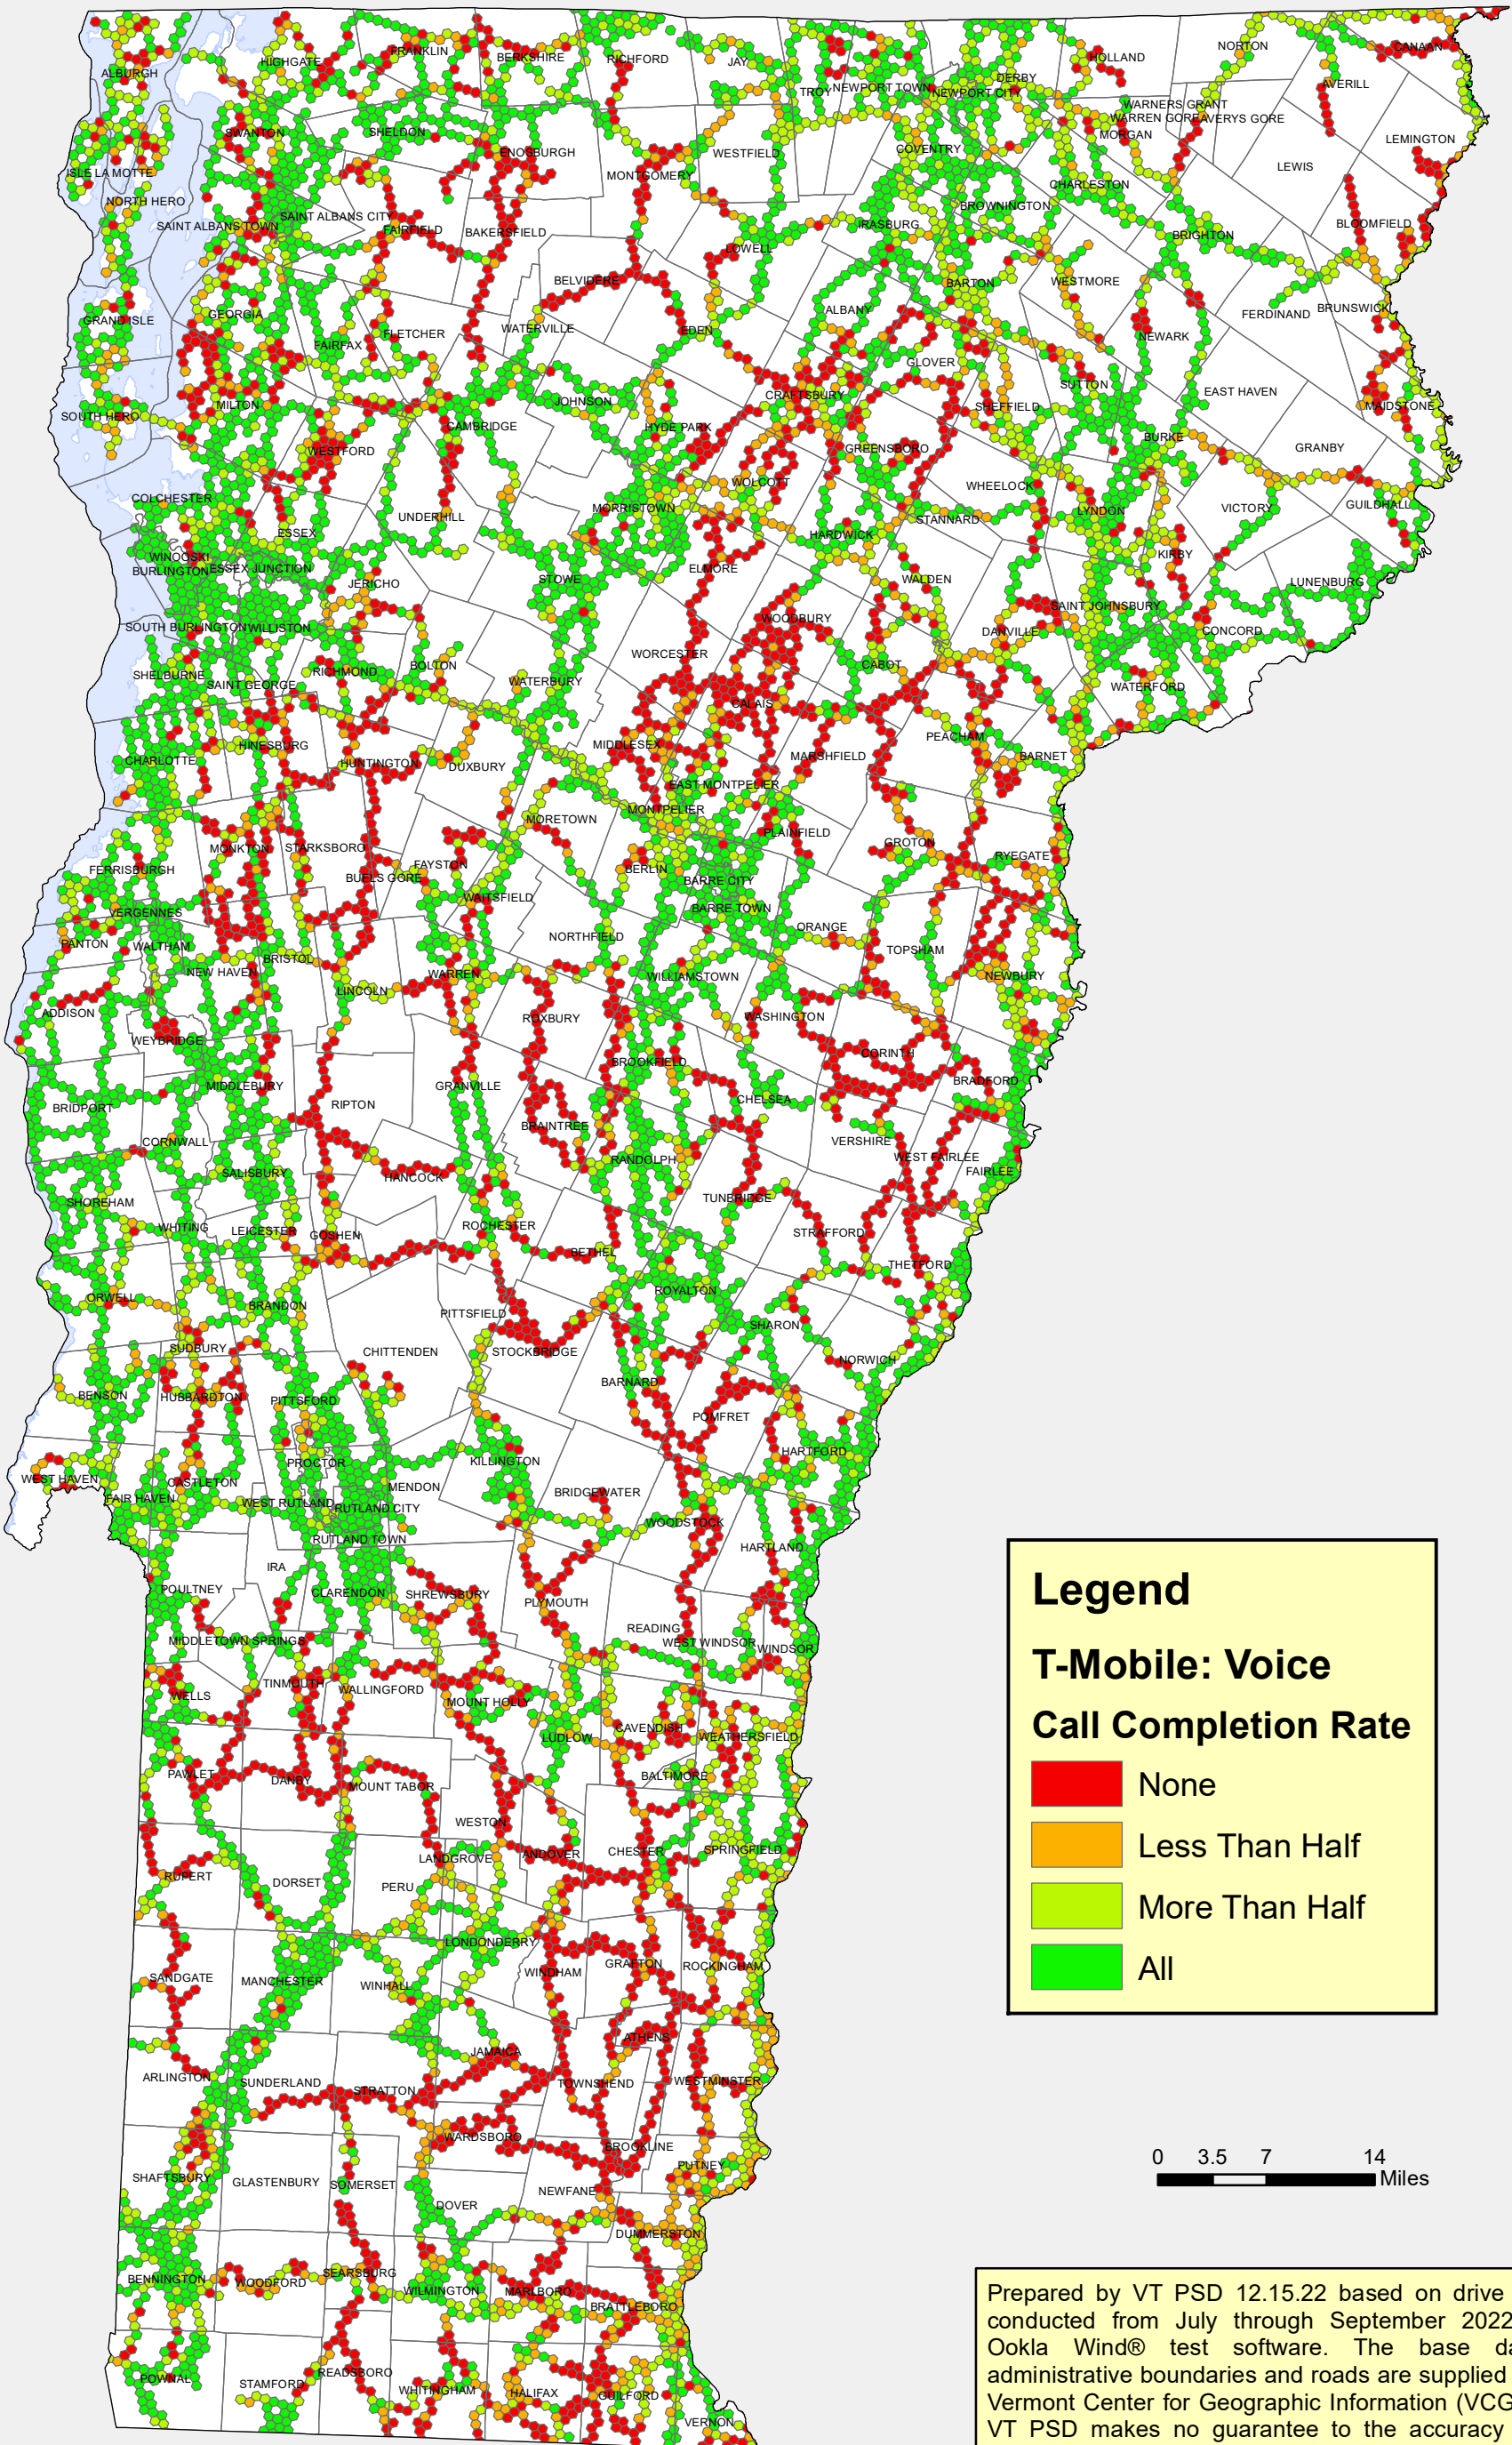 CANAAN
NORTON
FRANKLIN
BERKSHIRE
RICHFORD
HOLLAND
HIGHGATE
JAY
ALBURGH
DERBY
AVERILL
TROY
NEWPORT TOWN
NEWPORT CITY
WARNERS GRANT
WARREN GORE
AVERYS GORE
MORGAN
SWANTON
SHELDON
LEMINGTON
COVENTRY
ENOSBURGH
WESTFIELD
LEWIS
ISLE LA MOTTE
MONTGOMERY
CHARLESTON
NORTH HERO
BROWNINGTON
SAINT ALBANS CITY
SAINT ALBANS TOWN
FAIRFIELD
BAKERSFIELD
IRASBURG
BLOOMFIELD
BRIGHTON
LOWELL
BELVIDERE
BARTON
WESTMORE
BRUNSWICK
ALBANY
GEORGIA
FERDINAND
GRAND ISLE
WATERVILLE
EDEN
FLETCHER
NEWARK
FAIRFAX
GLOVER
SUTTON
EAST HAVEN
CRAFTSBURY
JOHNSON
MILTON
SHEFFIELD
MAIDSTONE
SOUTH HERO
CAMBRIDGE
HYDE PARK
BURKE
GREENSBORO
GRANBY
WESTFORD
WOLCOTT
WHEELOCK
COLCHESTER
MORRISTOWN
VICTORY
GUILDHALL
LYNDON
UNDERHILL
STANNARD
ESSEX
HARDWICK
KIRBY
WINOOSKI
BURLINGTON
ESSEX JUNCTION
ELMORE
STOWE
WALDEN
JERICHO
LUNENBURG
SAINT JOHNSBURY
WOODBURY
SOUTH BURLINGTON
WILLISTON
DANVILLE
CONCORD
WORCESTER
BOLTON
CABOT
RICHMOND
SHELBURNE
SAINT GEORGE
WATERBURY
WATERFORD
CALAIS
PEACHAM
HINESBURG
MIDDLESEX
MARSHFIELD
BARNET
CHARLOTTE
HUNTINGTON
DUXBURY
EAST MONTPELIER
MONTPELIER
MORETOWN
PLAINFIELD
GROTON
MONKTON
STARKSBORO
RYEGATE
FAYSTON
FERRISBURGH
BERLIN
BUELS GORE
BARRE CITY
WAITSFIELD
BARRE TOWN
VERGENNES
ORANGE
NORTHFIELD
PANTON
WALTHAM
TOPSHAM
BRISTOL
NEW HAVEN
WARREN
WILLIAMSTOWN
NEWBURY
LINCOLN
ADDISON
ROXBURY
WASHINGTON
WEYBRIDGE
CORINTH
BROOKFIELD
BRADFORD
MIDDLEBURY
GRANVILLE
CHELSEA
RIPTON
BRIDPORT
BRAINTREE
CORNWALL
VERSHIRE
WEST FAIRLEE
RANDOLPH
FAIRLEE
SALISBURY
HANCOCK
TUNBRIDGE
SHOREHAM
ROCHESTER
WHITING
LEICESTER
STRAFFORD
GOSHEN
BETHEL
THETFORD
ROYALTON
ORWELL
BRANDON
PITTSFIELD
SHARON
SUDBURY
CHITTENDEN
STOCKBRIDGE
NORWICH
BARNARD
BENSON
HUBBARDTON
PITTSFORD
POMFRET
HARTFORD
PROCTOR
KILLINGTON
WEST HAVEN
CASTLETON
MENDON
BRIDGEWATER
FAIR HAVEN
WEST RUTLAND
RUTLAND CITY
WOODSTOCK
RUTLAND TOWN
HARTLAND
IRA
POULTNEY
CLARENDON
SHREWSBURY
PLYMOUTH
READING
MIDDLETOWN SPRINGS
WEST WINDSOR
WINDSOR
TINMOUTH
WALLINGFORD
WELLS
MOUNT HOLLY
CAVENDISH
LUDLOW
WEATHERSFIELD
PAWLET
DANBY
MOUNT TABOR
BALTIMORE
WESTON
ANDOVER
CHESTER
SPRINGFIELD
LANDGROVE
RUPERT
DORSET
PERU
LONDONDERRY
GRAFTON
ROCKINGHAM
WINDHAM
SANDGATE
MANCHESTER
WINHALL
ATHENS
JAMAICA
ARLINGTON
SUNDERLAND
STRATTON
TOWNSHEND
WESTMINSTER
WARDSBORO
BROOKLINE
PUTNEY
SHAFTSBURY
GLASTENBURY
SOMERSET
NEWFANE
DOVER
DUMMERSTON
SEARSBURG
BENNINGTON
WOODFORD
WILMINGTON
MARLBORO
BRATTLEBORO
READSBORO
POWNAL
STAMFORD
WHITINGHAM
HALIFAX
GUILFORD
VERNON
Legend
T-Mobile: Voice
Call Completion Rate
None
Less Than Half
More Than Half
All
0 3.5 7 14
Miles
Prepared by VT PSD 12.15.22 based on drive
conducted from July through September 2022
Ookla Wind® test software. The base da
administrative boundaries and roads are supplied
Vermont Center for Geographic Information (VCG
VT PSD makes no guarantee to the accuracy